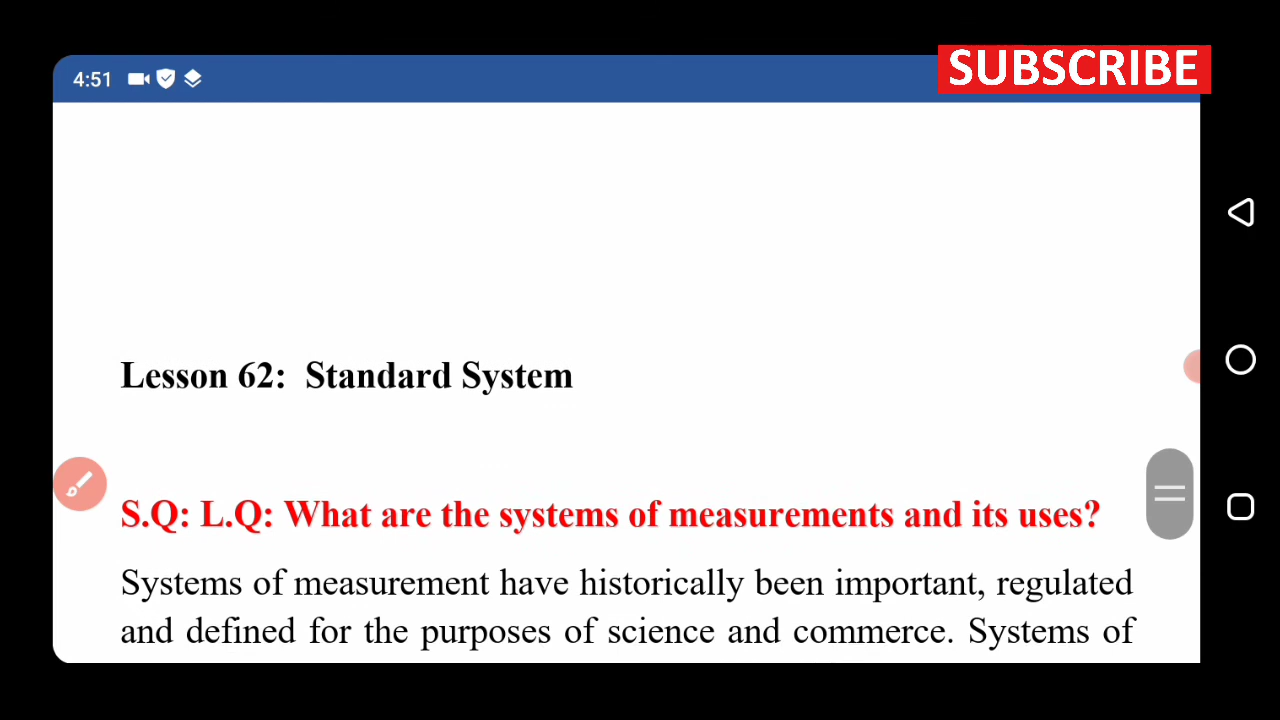 4:51
SUBSCRIBE
Lesson 62: Standard System
S.Q: L.Q: What are the systems of measurements and its uses?
Systems of measurement have historically been important, regulated
and defined for the purposes of science and commerce. Systems of